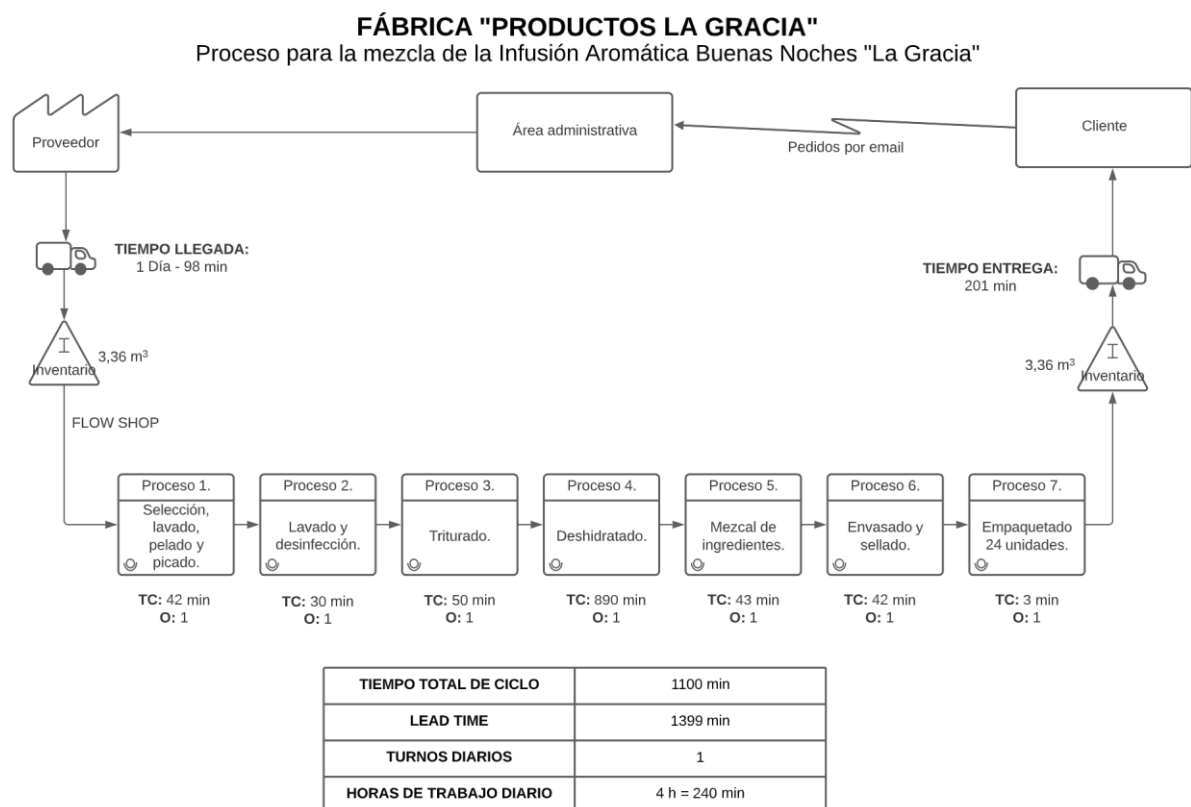 FÁBRICA "PRODUCTOS LA GRACIA"
Proceso para la mezcla de la Infusión Aromática Buenas Noches "La Gracia"
Proveedor
Área administrativa
Pedidos por email
Cliente
TIEMPO LLEGADA:
1 Día - 98 min
TIEMPO ENTREGA:
201 min
I
Inventario
3,36 m³
3,36 m³
I
Inventario
FLOW SHOP
Proceso 1.
Selección,
lavado,
pelado y
picado.
TC: 42 min
O: 1
Proceso 2.
Lavado y
desinfección.
TC: 30 min
O: 1
Proceso 3.
Triturado.
TC: 50 min
O: 1
Proceso 4.
Deshidratado.
TC: 890 min
O: 1
Proceso 5.
Mezcal de
ingredientes.
TC: 43 min
O: 1
Proceso 6.
Envasado y
sellado.
TC: 42 min
O: 1
Proceso 7.
Empaquetado
24 unidades.
TC: 3 min
O: 1
TIEMPO TOTAL DE CICLO 1100 min
LEAD TIME 1399 min
TURNOS DIARIOS 1
HORAS DE TRABAJO DIARIO 4 h = 240 min